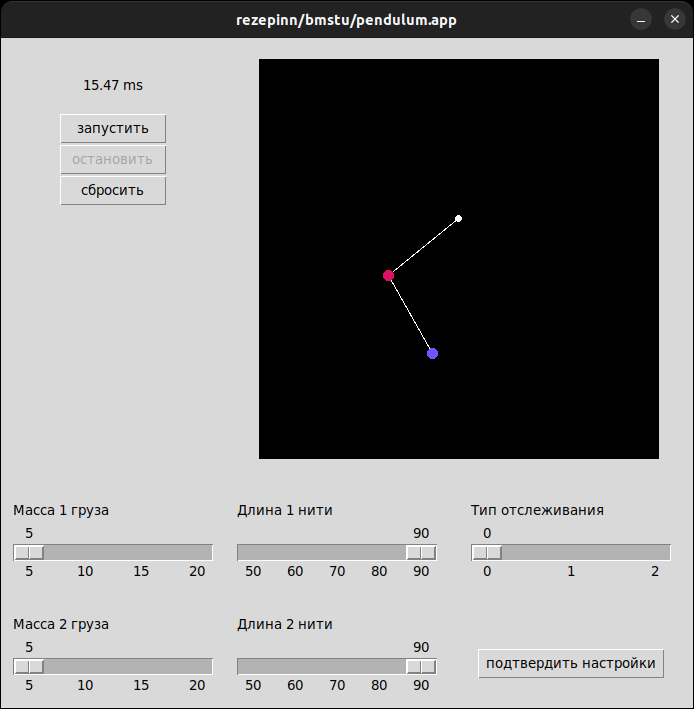 rezepinn/bmstu/pendulum.app
15.47 ms
запустить
остановить
сбросить
Масса 1 груза
5
5 10 15 20
Длина 1 нити
90
50 60 70 80 90
Тип отслеживания
0
0 1 2
Масса 2 груза
5
5 10 15 20
Длина 2 нити
90
50 60 70 80 90
подтвердить настройки